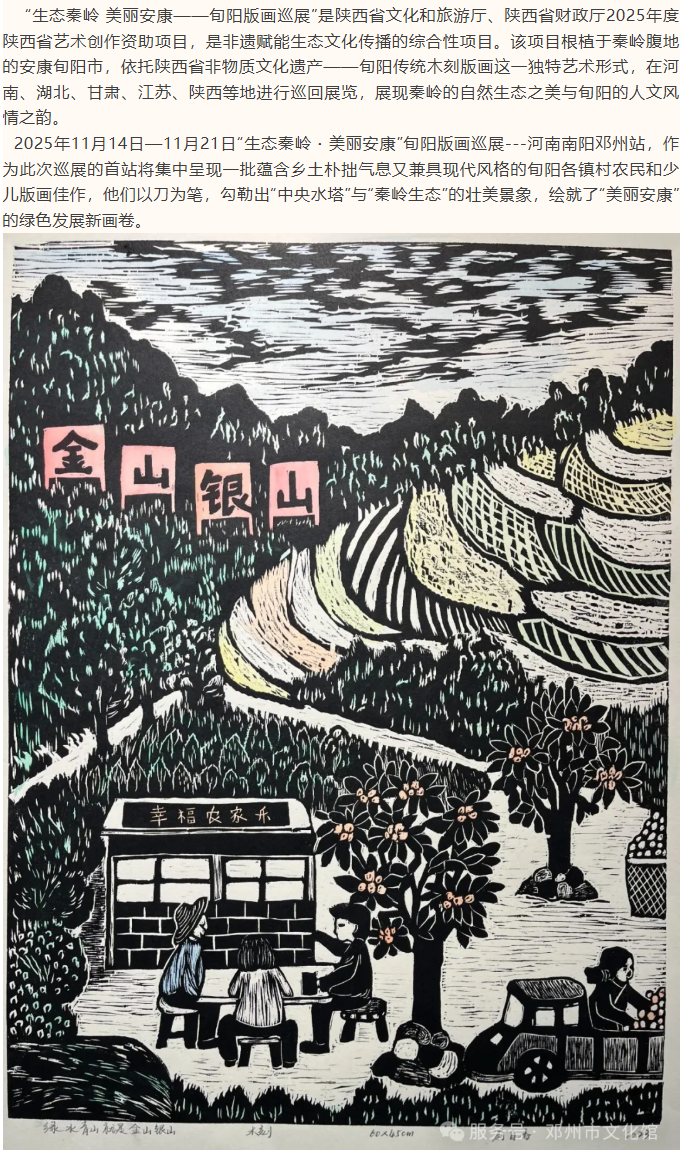 “生态秦岭 美丽安康——旬阳版画巡展”是陕西省文化和旅游厅、陕西省财政厅2025年度
陕西省艺术创作资助项目，是非遗赋能生态文化传播的综合性项目。该项目根植于秦岭腹地
的安康旬阳市，依托陕西省非物质文化遗产——旬阳传统木刻版画这一独特艺术形式，在河
南、湖北、甘肃、江苏、陕西等地进行巡回展览，展现秦岭的自然生态之美与旬阳的人文风
情之韵。
2025年11月14日—11月21日“生态秦岭·美丽安康”旬阳版画巡展---河南南阳邓州站，作
为此次巡展的首站将集中呈现一批蕴含乡土朴拙气息又兼具现代风格的旬阳各镇村农民和少
儿版画佳作，他们以刀为笔，勾勒出“中央水塔”与“秦岭生态”的壮美景象，绘就了“美丽安康”
的绿色发展新画卷。
金山银山
幸福农家乐
绿水青山就是金山银山 木刻 60×45cm
服务号·邓州市文化馆